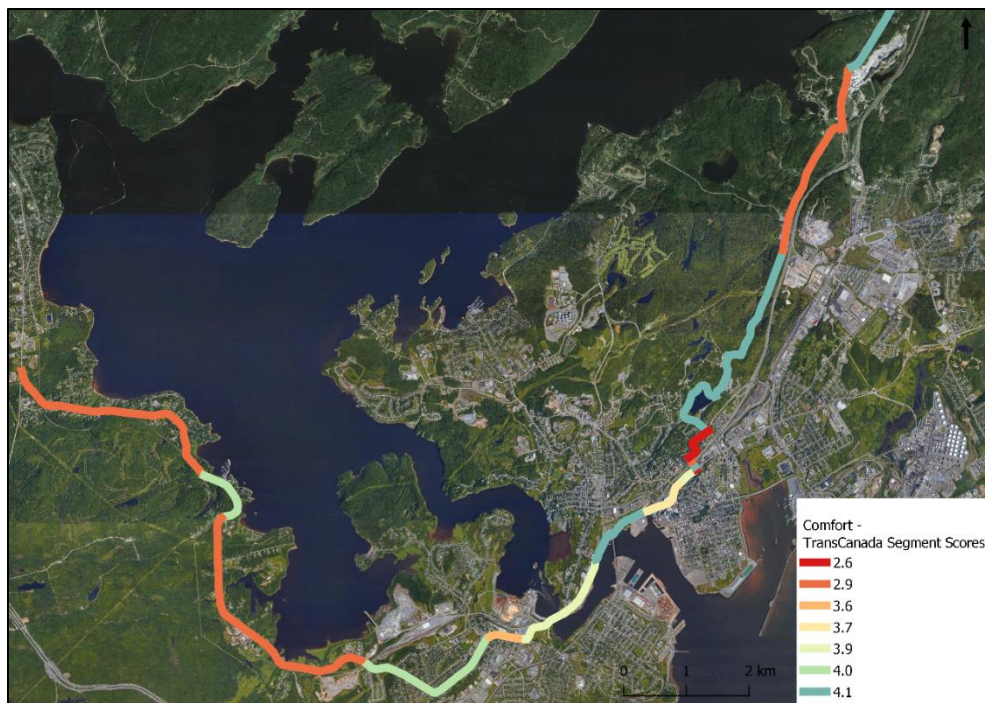 0 1 2 km
Comfort -
TransCanada Segment Scores
2.6
2.9
3.6
3.7
3.9
4.0
4.1